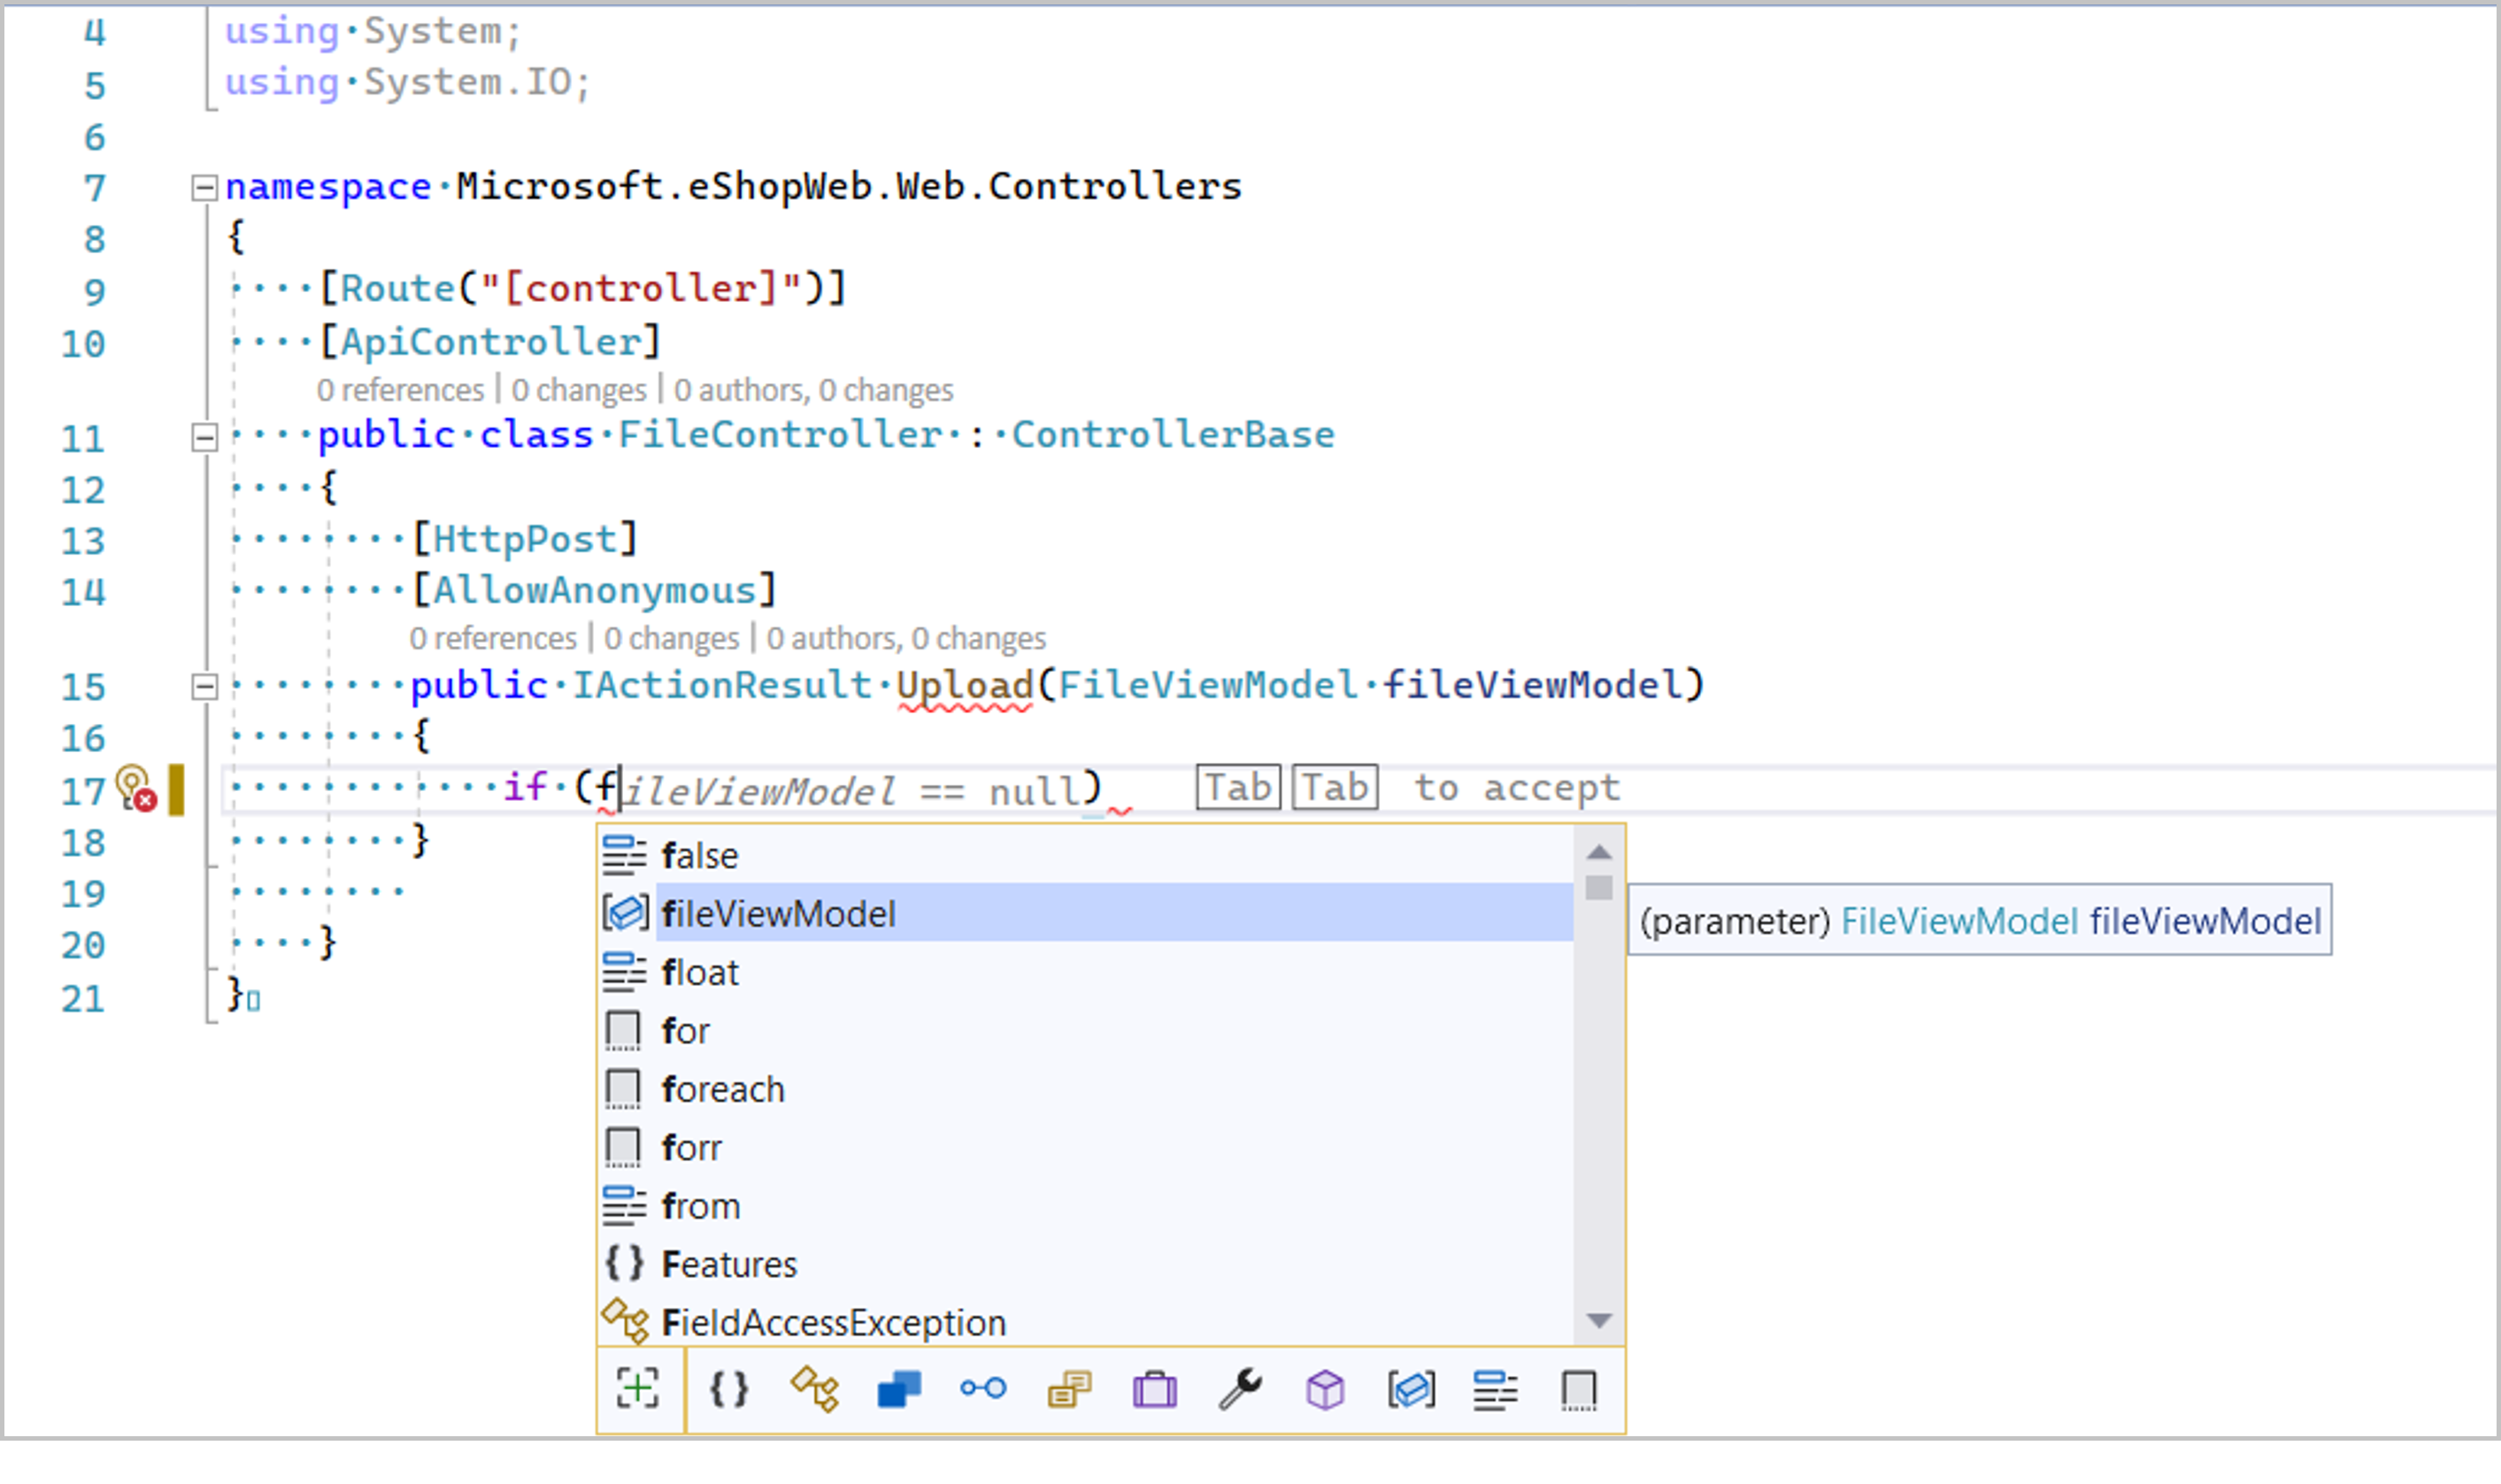 4 using System;
5 using System.IO;
6
7 namespace Microsoft.eShopWeb.Web.Controllers
8 {
9 [Route("[controller]")]
10 [ApiController]
0 references | 0 changes | 0 authors, 0 changes
11 public class FileController : ControllerBase
12 {
13 [HttpPost]
14 [AllowAnonymous]
0 references | 0 changes | 0 authors, 0 changes
15 public IActionResult Upload(FileViewModel fileViewModel)
16 {
17 if (fileViewModel == null) Tab Tab to accept
18 }
19
20 }
21 }
false
fileViewModel
(parameter) FileViewModel fileViewModel
float
for
foreach
forr
from
{} Features
FieldAccessException
{}